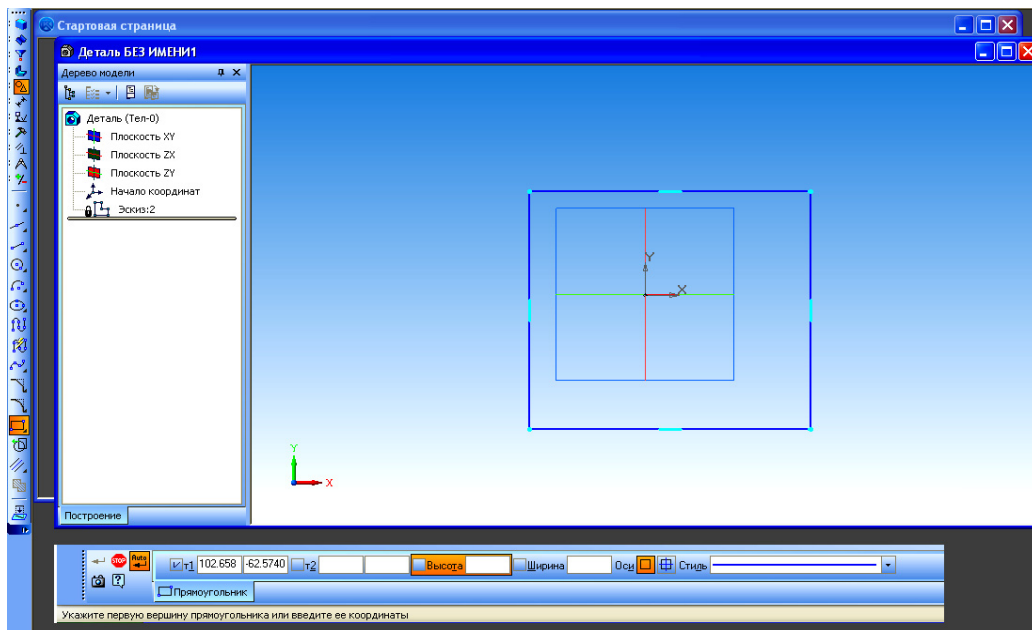 Стартовая страница
Деталь БЕЗ ИМЕНИ1
Дерево модели
Деталь (Тел-0)
Плоскость XY
Плоскость ZX
Плоскость ZY
Начало координат
Эскиз:2
Построение
Y
X
Y
X
STOP Auto т1 102.658 -62.5740 т2 Высота Ширина Оси Стиль
Прямоугольник
Укажите первую вершину прямоугольника или введите ее координаты